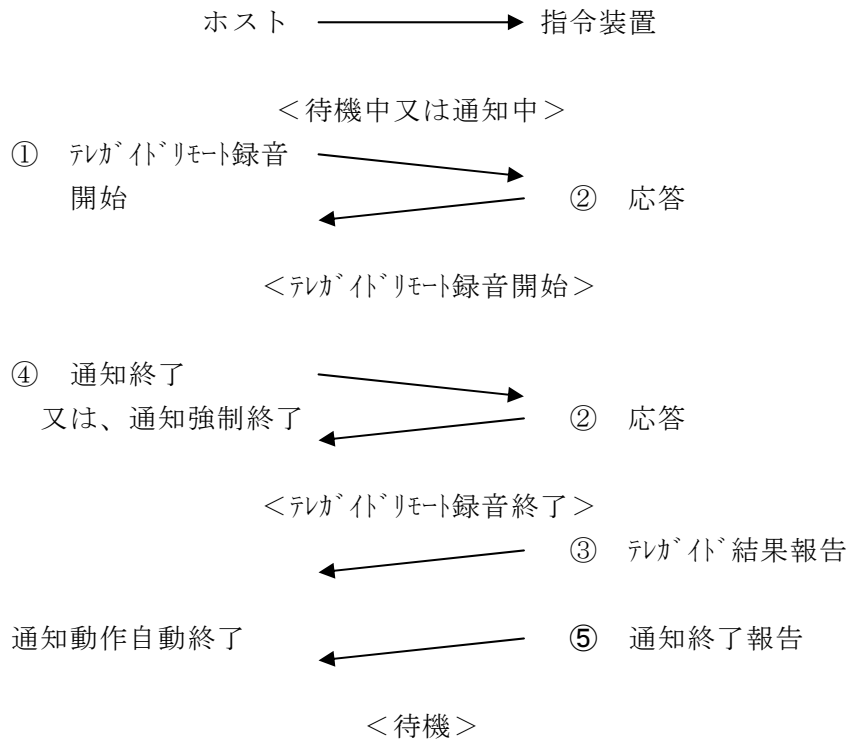 ホスト 指令装置
＜待機中又は通知中＞
① ﾃﾚｶﾞｲﾄﾞﾘﾓｰﾄ録音
開始 ② 応答
＜ﾃﾚｶﾞｲﾄﾞﾘﾓｰﾄ録音開始＞
④ 通知終了
又は、通知強制終了 ② 応答
＜ﾃﾚｶﾞｲﾄﾞﾘﾓｰﾄ録音終了＞
③ ﾃﾚｶﾞｲﾄﾞ結果報告
通知動作自動終了 ⑤ 通知終了報告
＜待機＞